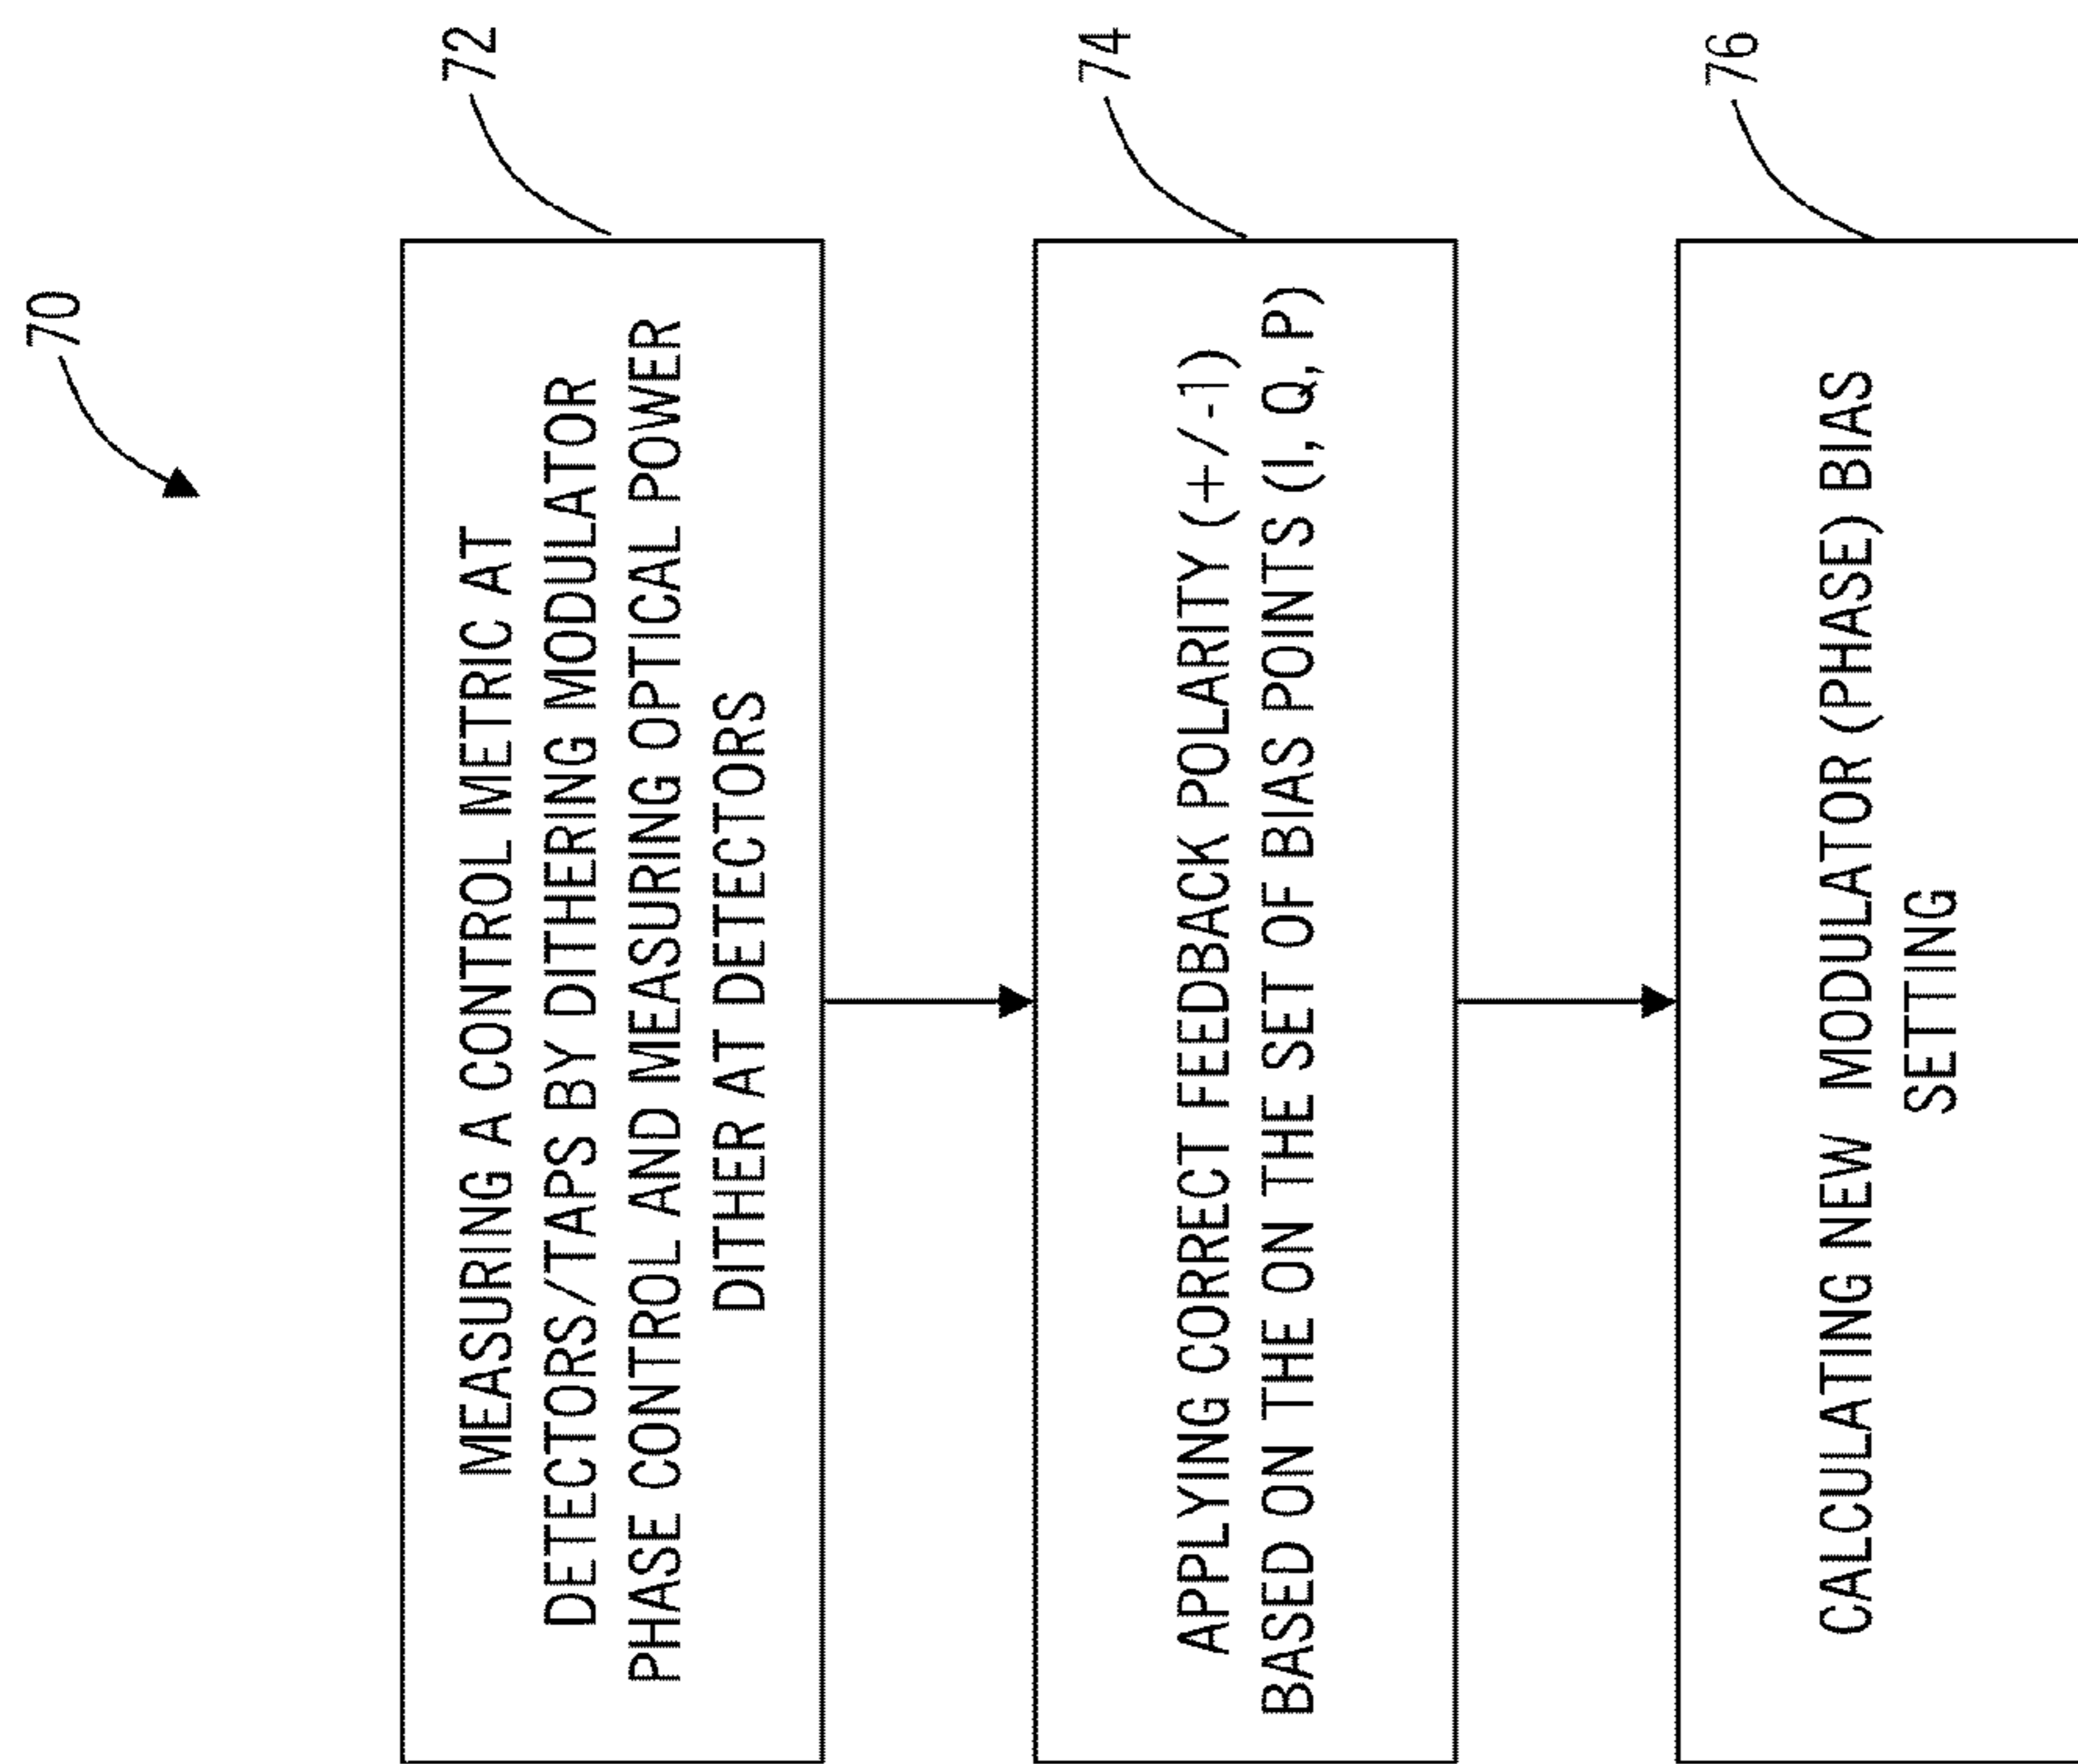 70
72
MEASURING A CONTROL METRIC AT
DETECTORS/TAPS BY DITHERING MODULATOR
PHASE CONTROL AND MEASURING OPTICAL POWER
DITHER AT DETECTORS
74
APPLYING CORRECT FEEDBACK POLARITY (+/-1)
BASED ON THE ON THE SET OF BIAS POINTS (I, Q, P)
76
CALCULATING NEW MODULATOR (PHASE) BIAS
SETTING